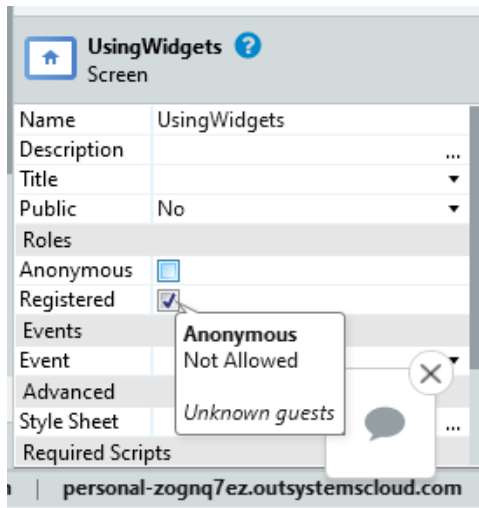 UsingWidgets
Screen
Name UsingWidgets
Description ...
Title
Public No
Roles
Anonymous
Registered
Events
Anonymous
Not Allowed
Unknown guests
Event
Advanced
Style Sheet ...
Required Scripts
| personal-zognq7ez.outsystemscloud.com